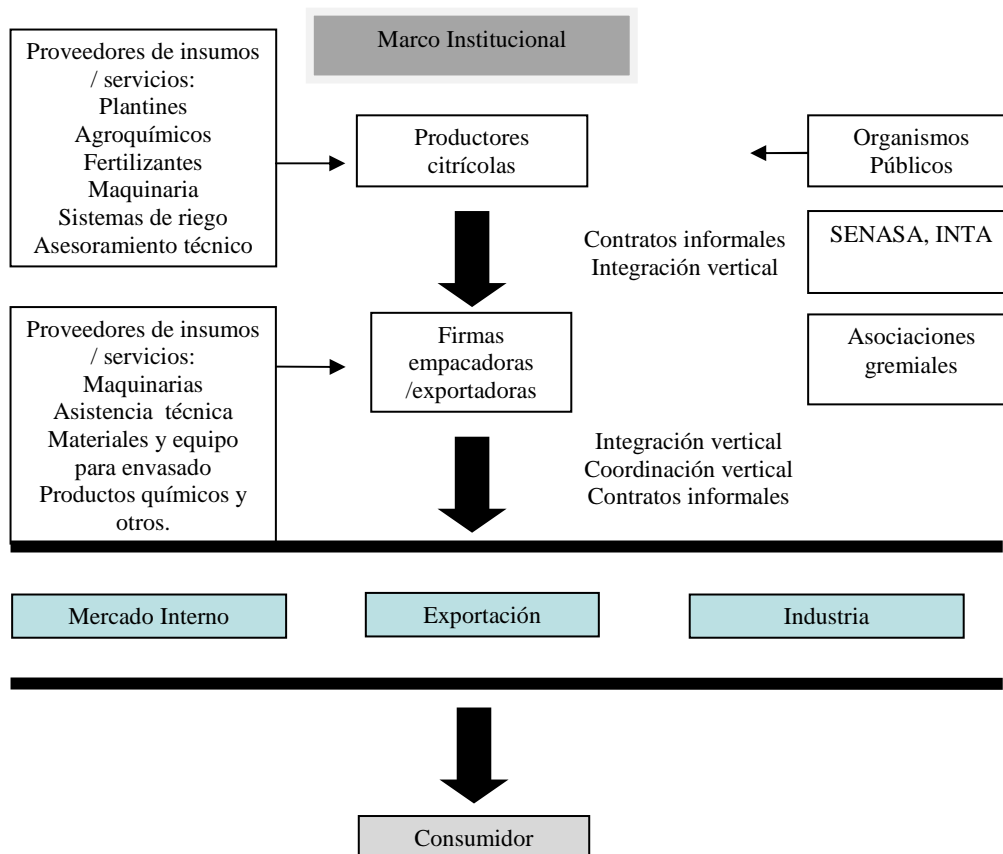 Marco Institucional
Proveedores de insumos
/ servicios:
Plantines
Agroquímicos
Fertilizantes
Maquinaria
Sistemas de riego
Asesoramiento técnico
Productores
citrícolas
Organismos
Públicos
Contratos informales
Integración vertical
SENASA, INTA
Proveedores de insumos
/ servicios:
Maquinarias
Asistencia técnica
Materiales y equipo
para envasado
Productos químicos y
otros.
Firmas
empacadoras
/exportadoras
Asociaciones
gremiales
Integración vertical
Coordinación vertical
Contratos informales
Mercado Interno
Exportación
Industria
Consumidor